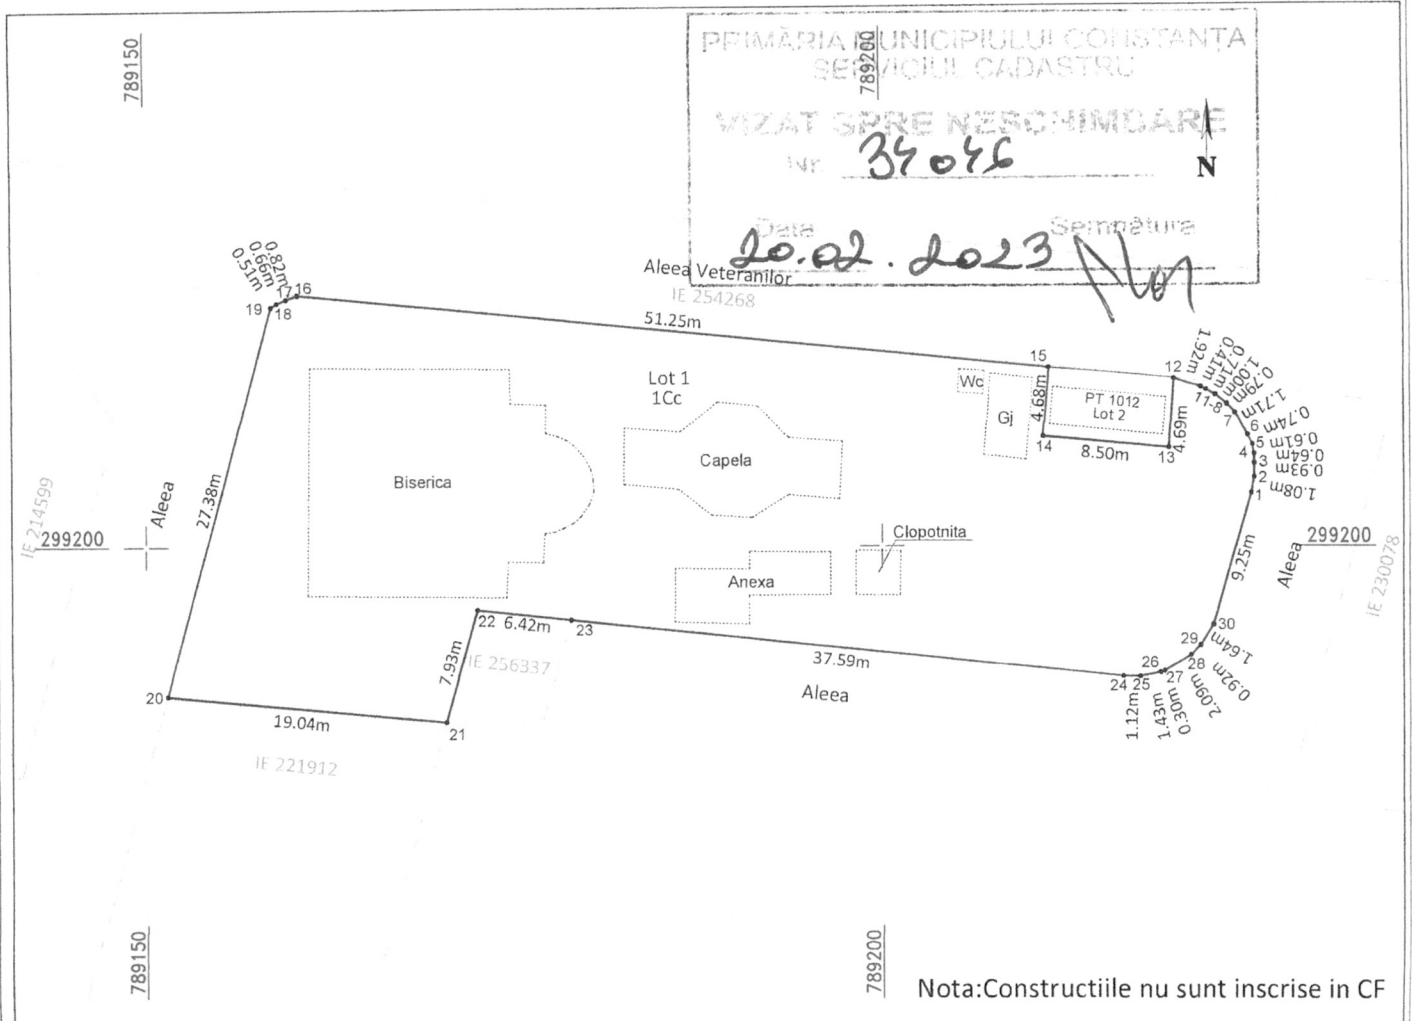 789150
789200
PRIMĂRIA MUNICIPIULUI CONSTANȚA
SERVICIUL CADASTRU
VIZAT SPRE NESCHIMBARE
Nr. 34046
N
Data Semnătura
20.02.2023
Aleea Veteranilor
IE 254268
51.25m
0.82m
0.66m
0.51m
19
18
17
16
15
12
1.92m
0.41m
0.71m
1.00m
0.79m
1.71m
0.74m
0.61m
0.64m
0.93m
1.08m
11-8
7
6
5
4
3
2
1
Lot 1
1Cc
Wc
Gj
4.68m
PT 1012
Lot 2
4.69m
14
8.50m
13
Biserica
Capela
27.38m
Aleea
IE 214599
299200
Clopotnita
299200
9.25m
Aleea
IE 230078
Anexa
22
6.42m
23
7.93m
IE 256337
37.59m
Aleea
30
29
28
27
26
25
24
1.64m
0.92m
2.09m
0.30m
1.43m
1.12m
20
19.04m
21
IE 221912
789150
789200
Nota:Constructiile nu sunt inscrise in CF